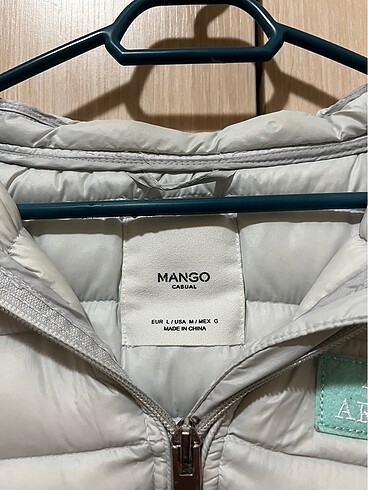 MANGO
CASUAL
EUR L / USA M / MEX G
MADE IN CHINA